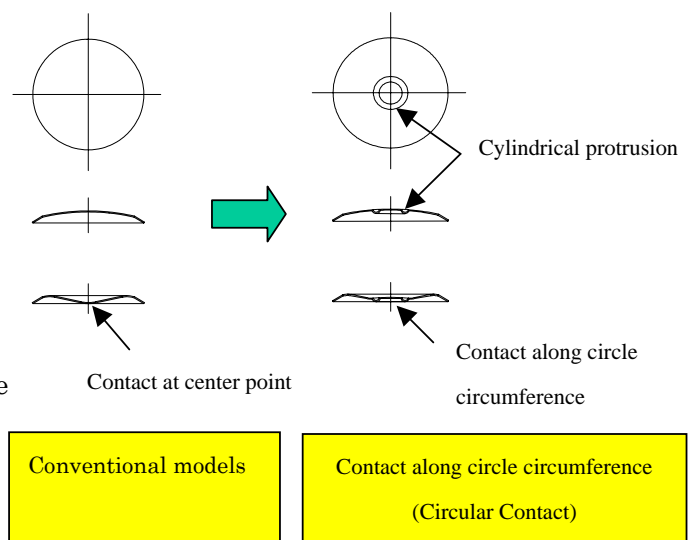 Cylindrical protrusion
Contact along circle
circumference
Contact at center point
e
Conventional models
Contact along circle circumference
(Circular Contact)